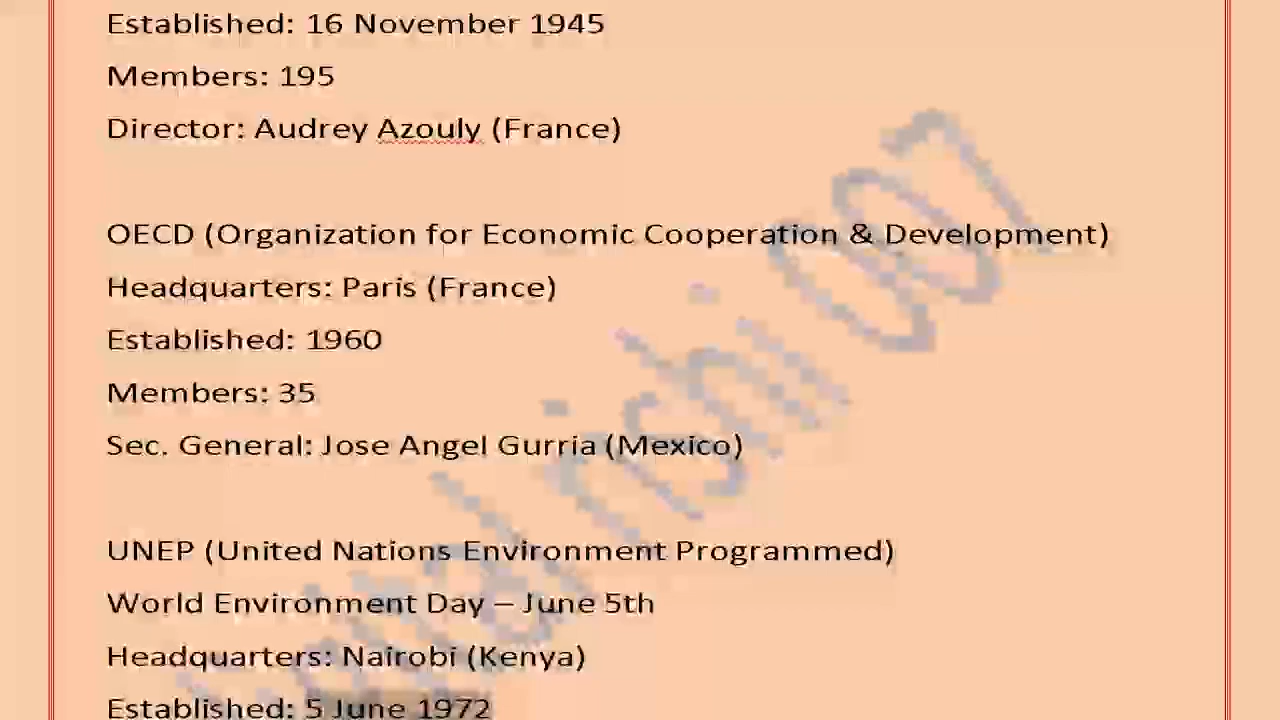 Established: 16 November 1945
Members: 195
Director: Audrey Azouly (France)
OECD (Organization for Economic Cooperation & Development)
Headquarters: Paris (France)
Established: 1960
Members: 35
Sec. General: Jose Angel Gurria (Mexico)
UNEP (United Nations Environment Programmed)
World Environment Day – June 5th
Headquarters: Nairobi (Kenya)
Established: 5 June 1972